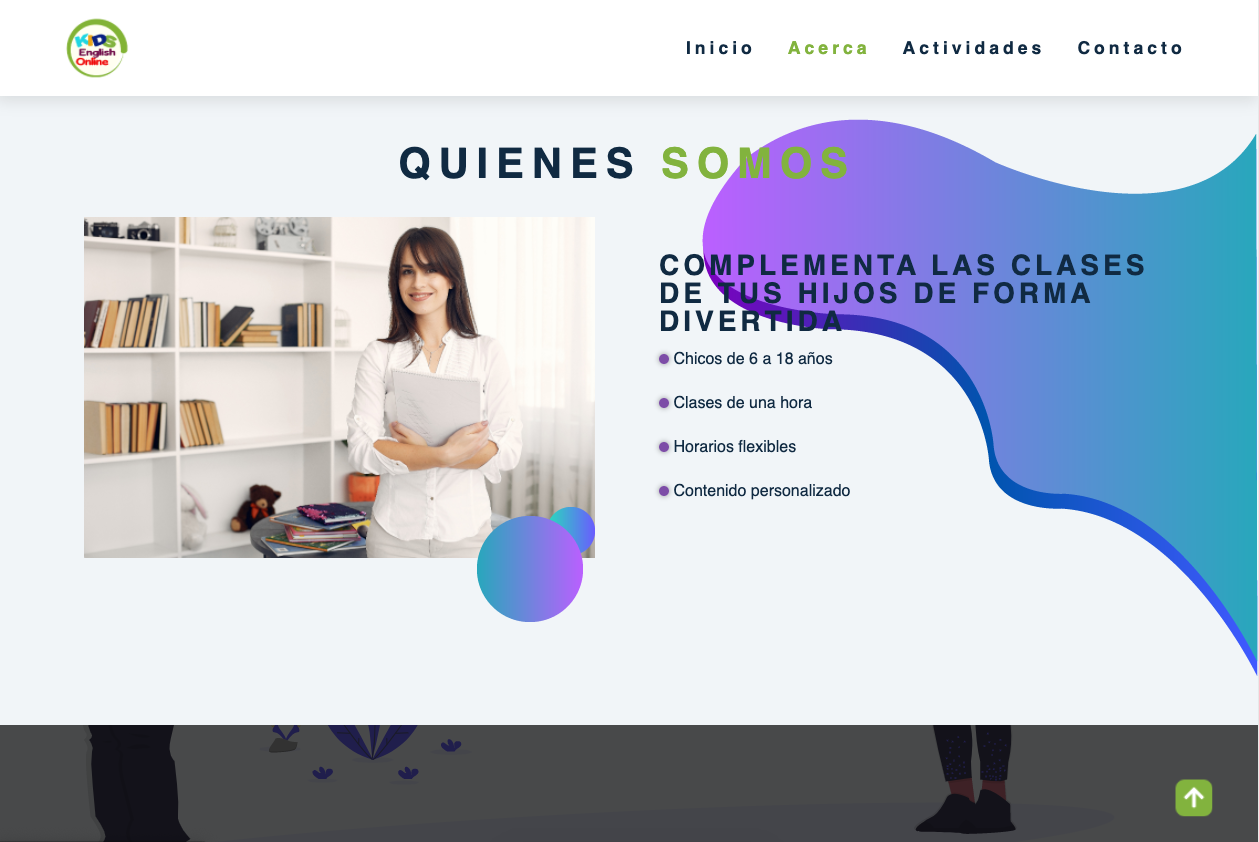 KIDS
English
Online
Inicio Acerca Actividades Contacto
QUIENES SOMOS
COMPLEMENTA LAS CLASES
DE TUS HIJOS DE FORMA
DIVERTIDA
Chicos de 6 a 18 años
Clases de una hora
Horarios flexibles
Contenido personalizado